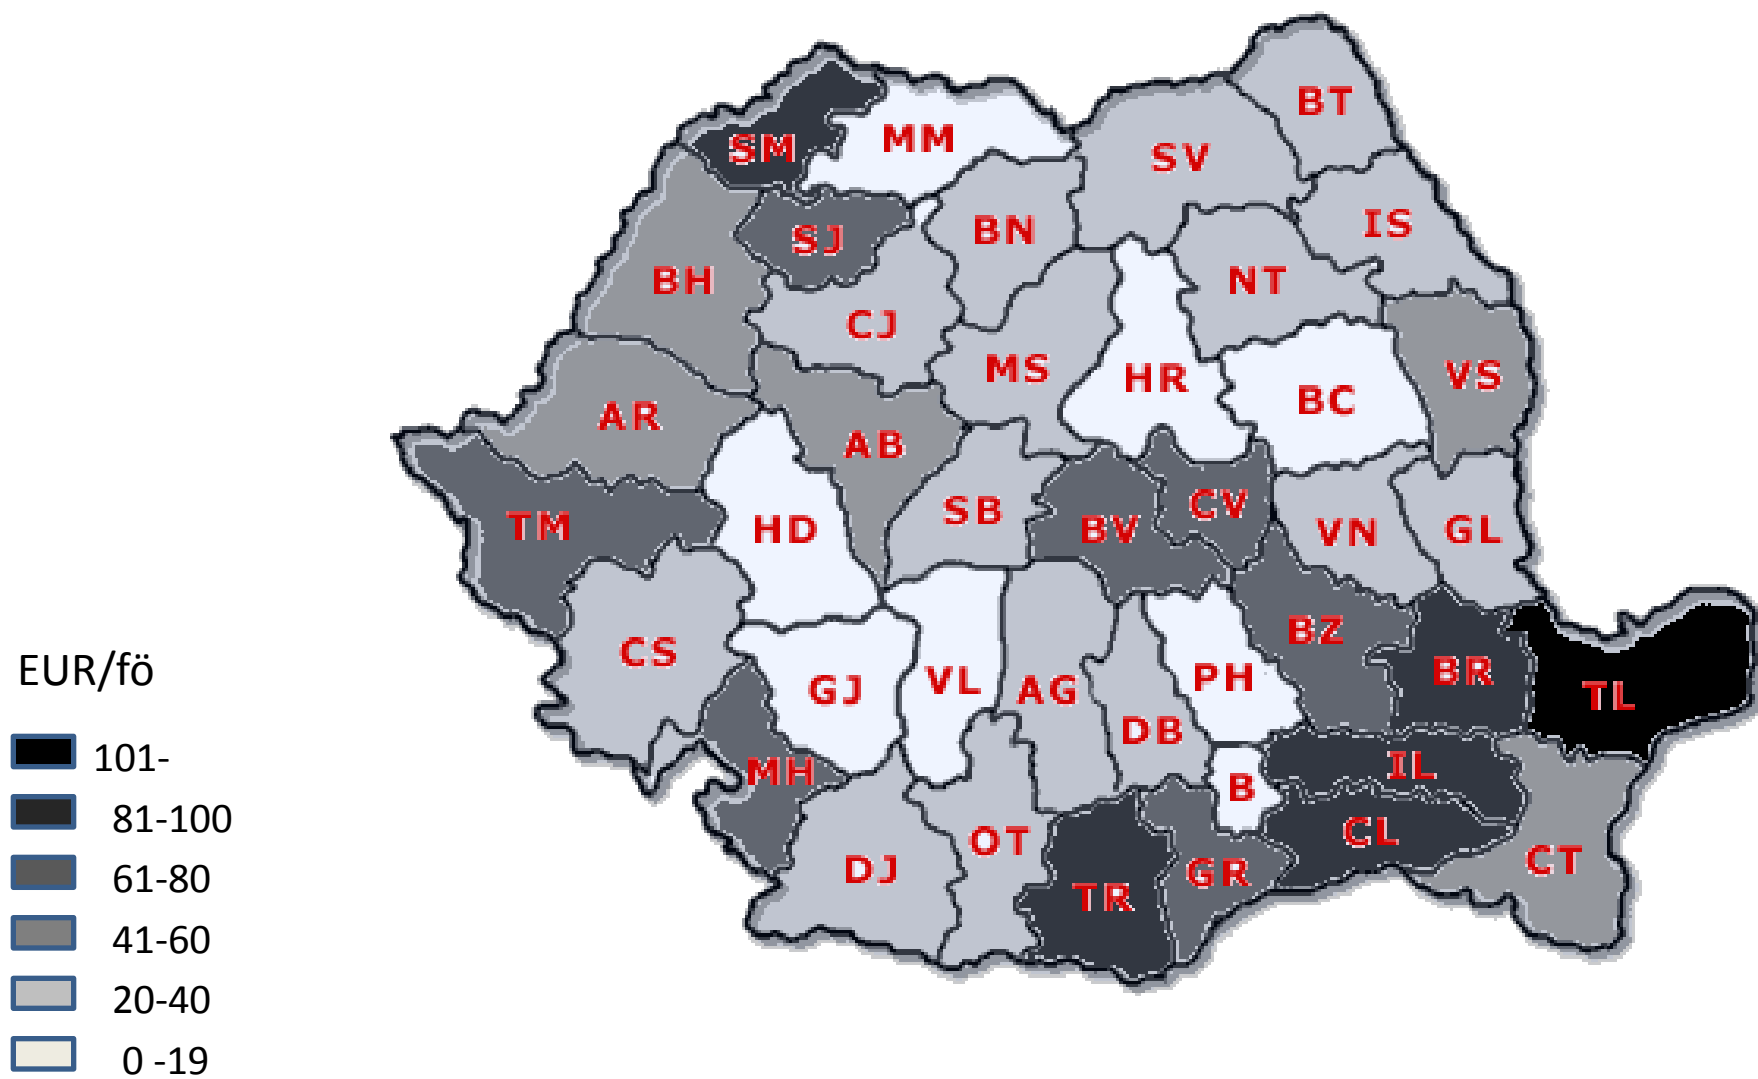 BT
MM
SM
SV
IS
BN
SJ
BH
NT
CJ
MS
HR
VS
BC
AR
AB
CV
SB
TM
HD
BV
VN
GL
BZ
CS
EUR/fö
BR
PH
VL
GJ
AG
TL
DB
101-
IL
MH
B
81-100
CL
OT
CT
DJ
GR
61-80
TR
41-60
20-40
0 -19